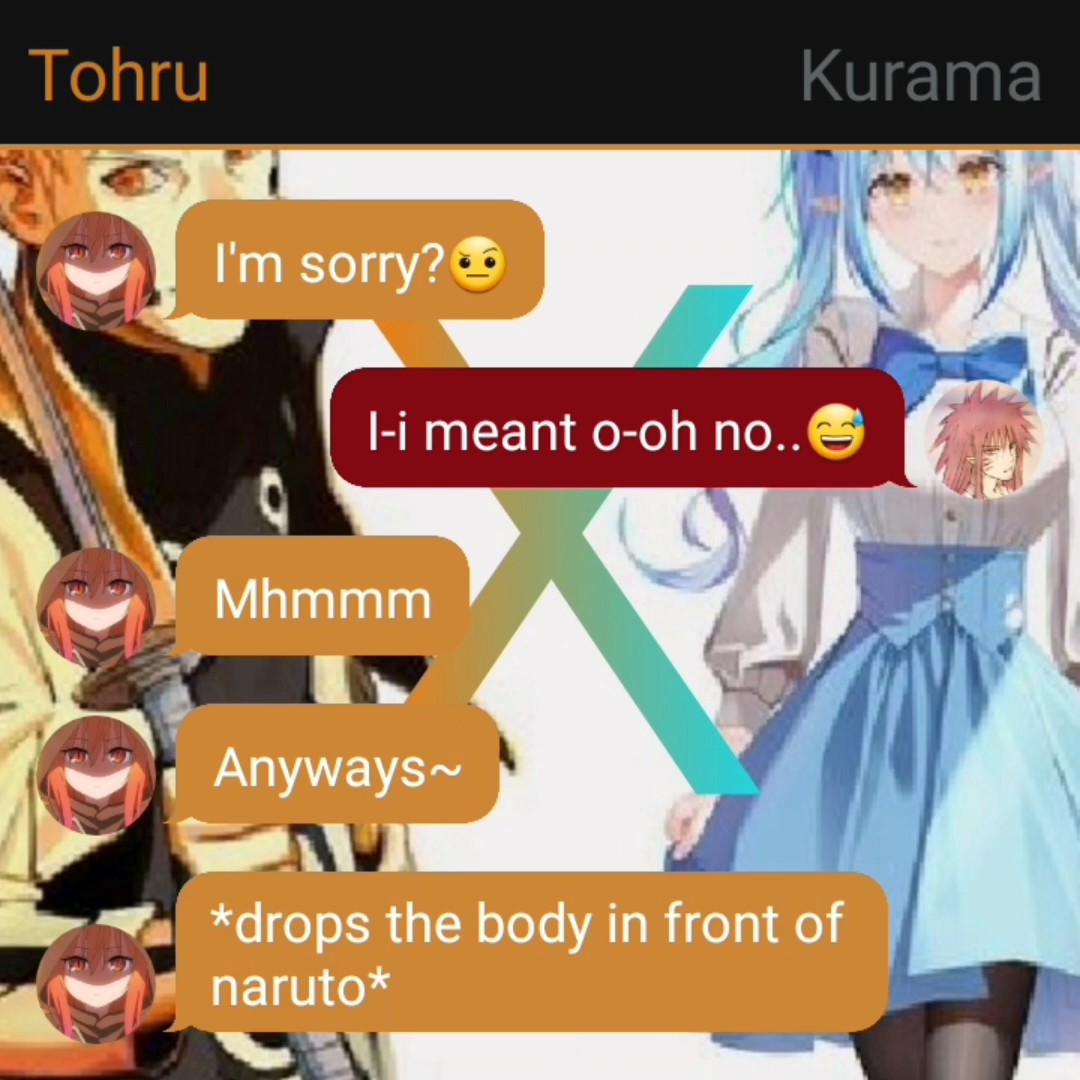 Tohru Kurama
I'm sorry?🤨
I-i meant o-oh no..😅
Mhmmm
Anyways~
*drops the body in front of
naruto*